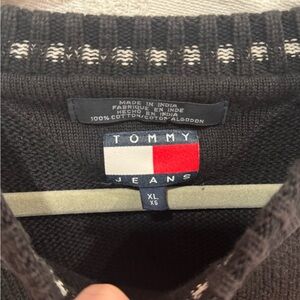 MADE IN INDIA
FABRIQUE EN INDE
HECHO EN INDIA
100% COTTON/COTON/ALGODON
TOMMY
JEANS
XL
XG